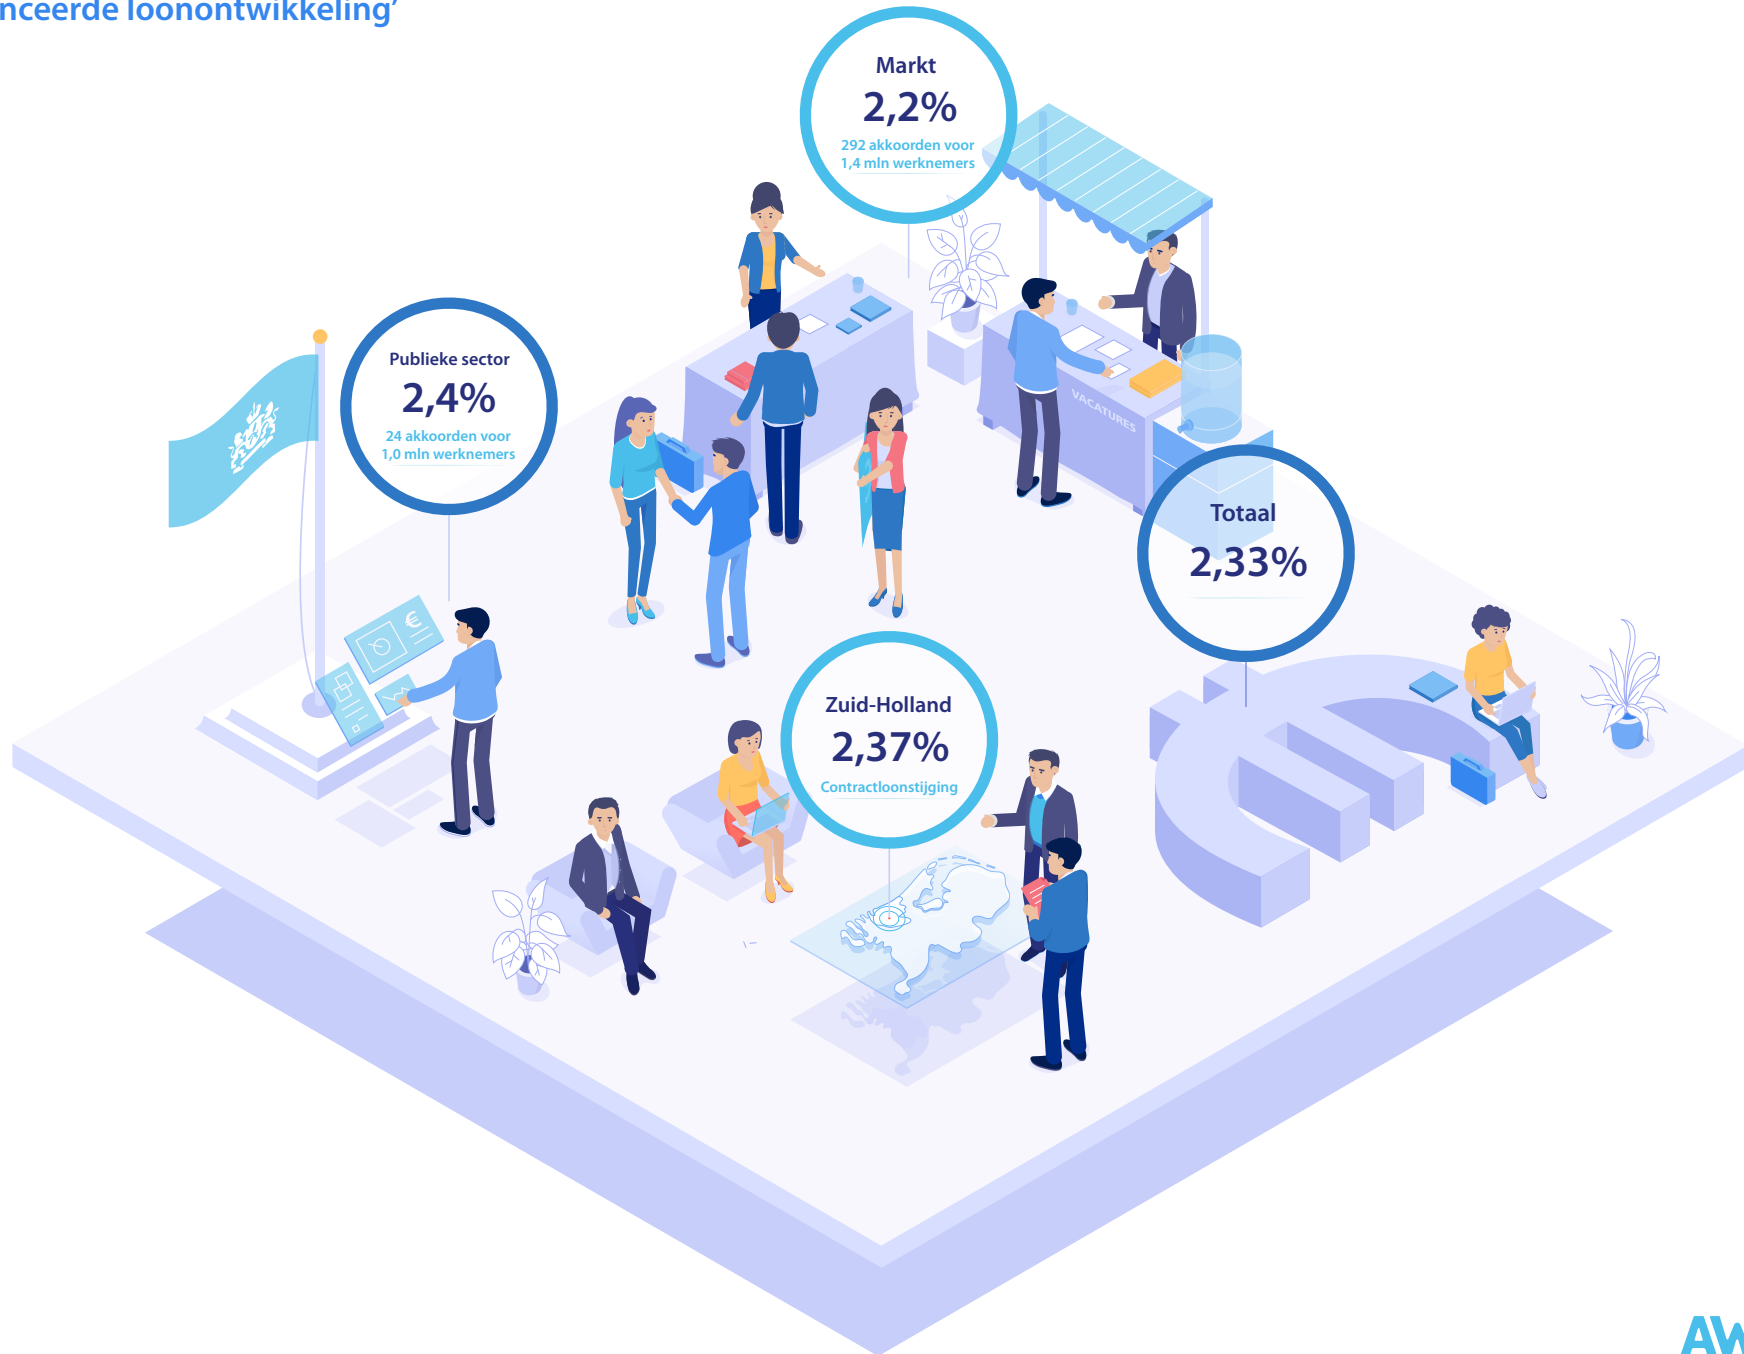 nceerde loonontwikkeling’
Markt
2,2%
292 akkoorden voor
1,4 mln werknemers
Publieke sector
2,4%
24 akkoorden voor
1,0 mln werknemers
€
VACATURES
Totaal
2,33%
Zuid-Holland
2,37%
Contractloonstijging
AW